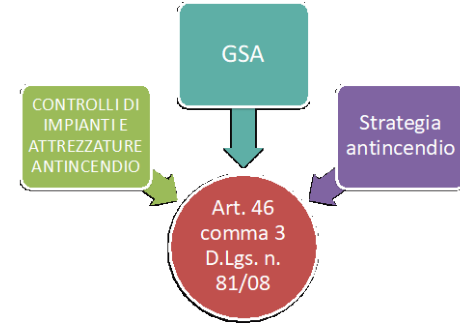 GSA
CONTROLLI DI
IMPIANTI E
ATTREZZATURE
ANTINCENDIO
Strategia
antincendio
Art. 46
comma 3
D.Lgs. n.
81/08